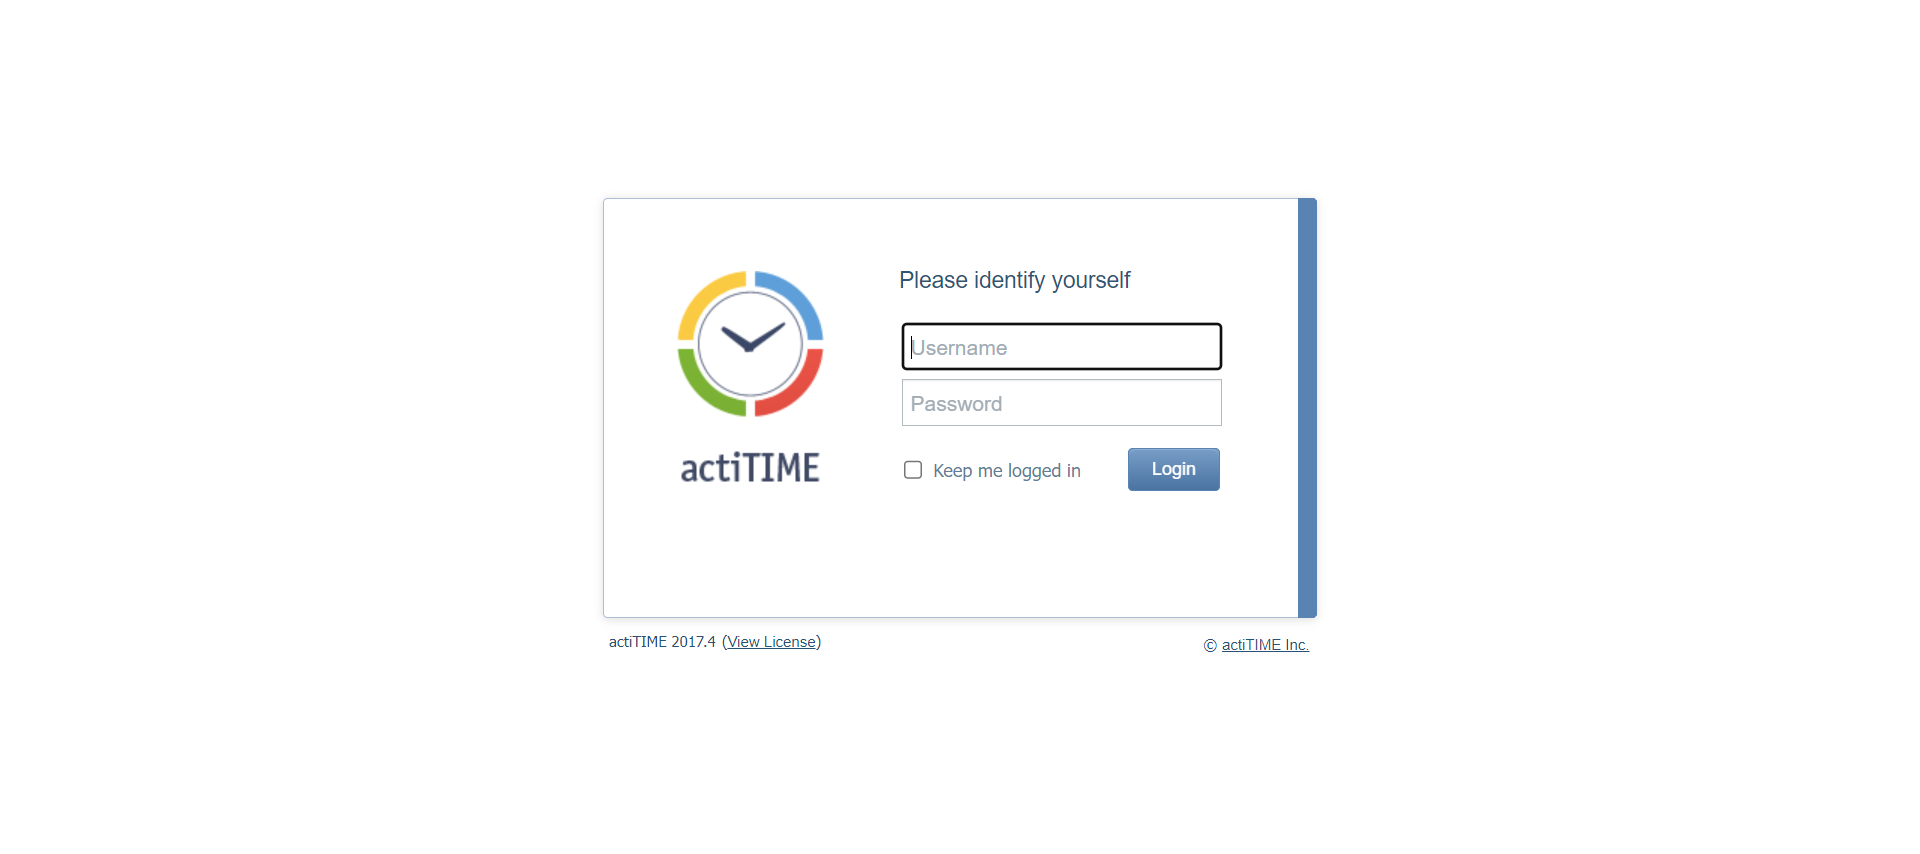 Please identify yourself
Username
Password
Keep me logged in
Login
actiTIME
actiTIME 2017.4 (View License)
© actiTIME Inc.